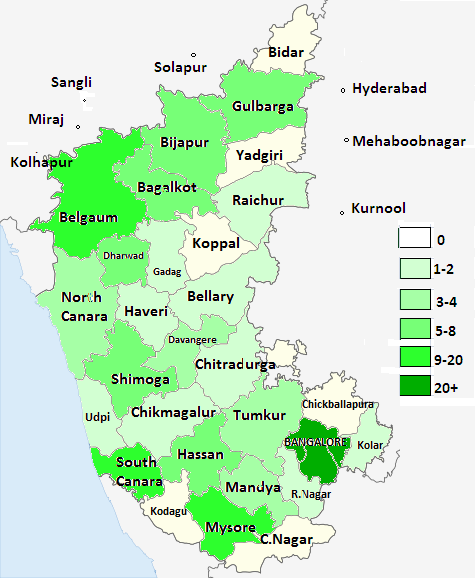 Bidar
Solapur
Sangli
Hyderabad
Gulbarga
Miraj
Bijapur
Mehaboobnagar
Yadgiri
Kolhapur
Bagalkot
Raichur
Kurnool
Belgaum
Koppal
0
Dharwad
Gadag
1-2
North
Canara
Bellary
3-4
Haveri
5-8
Davangere
9-20
Chitradurga
Shimoga
20+
Chickballapura
Chikmagalur
Tumkur
Udpi
BANGALORE
Kolar
Hassan
South
Canara
Mandya
R.Nagar
Kodagu
Mysore
C.Nagar